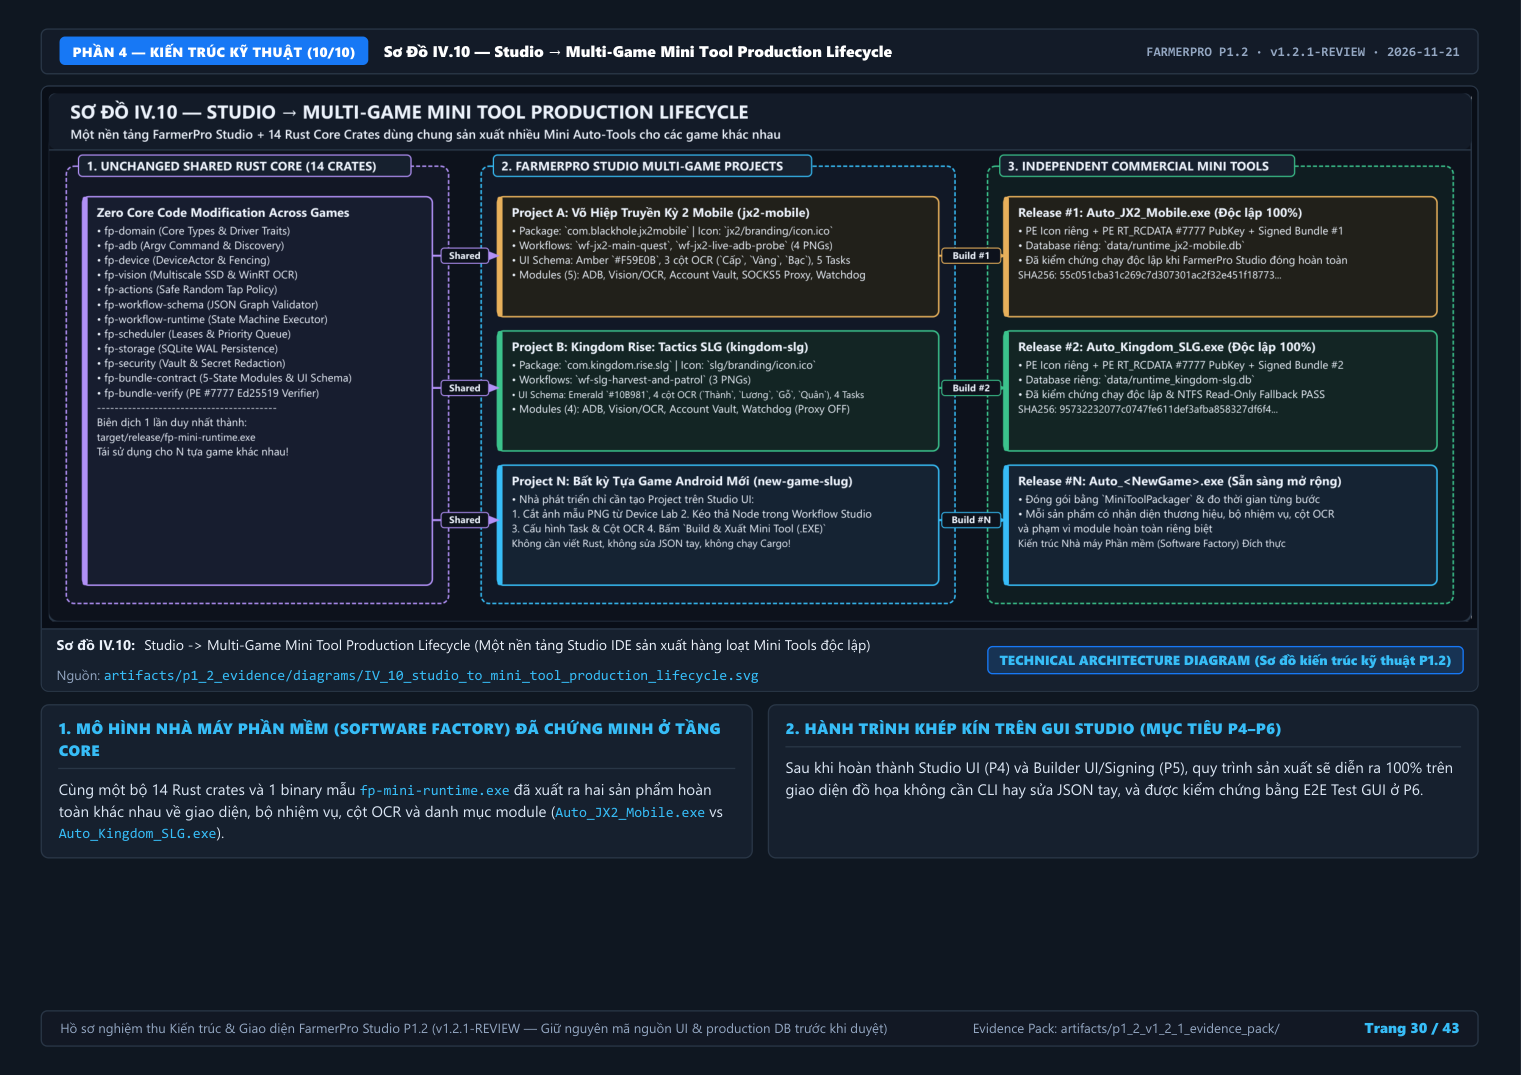 PHẦN 4 — KIẾN TRÚC KỸ THUẬT (10/10)
Sơ Đồ IV.10 — Studio → Multi-Game Mini Tool Production Lifecycle
FARMERPRO P1.2 · v1.2.1-REVIEW · 2026-11-21
SƠ ĐỒ IV.10 — STUDIO → MULTI-GAME MINI TOOL PRODUCTION LIFECYCLE
Một nền tảng FarmerPro Studio + 14 Rust Core Crates dùng chung sản xuất nhiều Mini Auto-Tools cho các game khác nhau
1. UNCHANGED SHARED RUST CORE (14 CRATES)
Zero Core Code Modification Across Games
• fp-domain (Core Types & Driver Traits)
• fp-adb (Argv Command & Discovery)
• fp-device (DeviceActor & Fencing)
• fp-vision (Multiscale SSD & WinRT OCR)
• fp-actions (Safe Random Tap Policy)
• fp-workflow-schema (JSON Graph Validator)
• fp-workflow-runtime (State Machine Executor)
• fp-scheduler (Leases & Priority Queue)
• fp-storage (SQLite WAL Persistence)
• fp-security (Vault & Secret Redaction)
• fp-bundle-contract (5-State Modules & UI Schema)
• fp-bundle-verify (PE #7777 Ed25519 Verifier)
----------------------------------------
Biên dịch 1 lần duy nhất thành:
target/release/fp-mini-runtime.exe
Tái sử dụng cho N tựa game khác nhau!
Shared
Shared
Shared
2. FARMERPRO STUDIO MULTI-GAME PROJECTS
Project A: Võ Hiệp Truyền Kỳ 2 Mobile (jx2-mobile)
• Package: `com.blackhole.jx2mobile` | Icon: `jx2/branding/icon.ico`
• Workflows: `wf-jx2-main-quest`, `wf-jx2-live-adb-probe` (4 PNGs)
• UI Schema: Amber `#F59E0B`, 3 cột OCR (`Cấp`, `Vàng`, `Bạc`), 5 Tasks
• Modules (5): ADB, Vision/OCR, Account Vault, SOCKS5 Proxy, Watchdog
Project B: Kingdom Rise: Tactics SLG (kingdom-slg)
• Package: `com.kingdom.rise.slg` | Icon: `slg/branding/icon.ico`
• Workflows: `wf-slg-harvest-and-patrol` (3 PNGs)
• UI Schema: Emerald `#10B981`, 4 cột OCR (`Thành`, `Lương`, `Gỗ`, `Quân`), 4 Tasks
• Modules (4): ADB, Vision/OCR, Account Vault, Watchdog (Proxy OFF)
Project N: Bất kỳ Tựa Game Android Mới (new-game-slug)
• Nhà phát triển chỉ cần tạo Project trên Studio UI:
1. Cắt ảnh mẫu PNG từ Device Lab 2. Kéo thả Node trong Workflow Studio
3. Cấu hình Task & Cột OCR 4. Bấm `Build & Xuất Mini Tool (.EXE)`
Không cần viết Rust, không sửa JSON tay, không chạy Cargo!
Build #1
Build #2
Build #N
3. INDEPENDENT COMMERCIAL MINI TOOLS
Release #1: Auto_JX2_Mobile.exe (Độc lập 100%)
• PE Icon riêng + PE RT_RCDATA #7777 PubKey + Signed Bundle #1
• Database riêng: `data/runtime_jx2-mobile.db`
• Đã kiểm chứng chạy độc lập khi FarmerPro Studio đóng hoàn toàn
SHA256: 55c051cba31c269c7d307301ac2f32e451f18773...
Release #2: Auto_Kingdom_SLG.exe (Độc lập 100%)
• PE Icon riêng + PE RT_RCDATA #7777 PubKey + Signed Bundle #2
• Database riêng: `data/runtime_kingdom-slg.db`
• Đã kiểm chứng chạy độc lập & NTFS Read-Only Fallback PASS
SHA256: 95732232077c0747fe611def3afba858327df6f4...
Release #N: Auto_<NewGame>.exe (Sẵn sàng mở rộng)
• Đóng gói bằng `MiniToolPackager` & đo thời gian từng bước
• Mỗi sản phẩm có nhận diện thương hiệu, bộ nhiệm vụ, cột OCR
và phạm vi module hoàn toàn riêng biệt
Kiến trúc Nhà máy Phần mềm (Software Factory) Đích thực
Sơ đồ IV.10: Studio -> Multi-Game Mini Tool Production Lifecycle (Một nền tảng Studio IDE sản xuất hàng loạt Mini Tools độc lập)
Nguồn: artifacts/p1_2_evidence/diagrams/IV_10_studio_to_mini_tool_production_lifecycle.svg
TECHNICAL ARCHITECTURE DIAGRAM (Sơ đồ kiến trúc kỹ thuật P1.2)
1. MÔ HÌNH NHÀ MÁY PHẦN MỀM (SOFTWARE FACTORY) ĐÃ CHỨNG MINH Ở TẦNG
CORE
Cùng một bộ 14 Rust crates và 1 binary mẫu fp-mini-runtime.exe đã xuất ra hai sản phẩm hoàn
toàn khác nhau về giao diện, bộ nhiệm vụ, cột OCR và danh mục module (Auto_JX2_Mobile.exe vs
Auto_Kingdom_SLG.exe).
2. HÀNH TRÌNH KHÉP KÍN TRÊN GUI STUDIO (MỤC TIÊU P4–P6)
Sau khi hoàn thành Studio UI (P4) và Builder UI/Signing (P5), quy trình sản xuất sẽ diễn ra 100% trên
giao diện đồ họa không cần CLI hay sửa JSON tay, và được kiểm chứng bằng E2E Test GUI ở P6.
Hồ sơ nghiệm thu Kiến trúc & Giao diện FarmerPro Studio P1.2 (v1.2.1-REVIEW — Giữ nguyên mã nguồn UI & production DB trước khi duyệt)
Evidence Pack: artifacts/p1_2_v1_2_1_evidence_pack/
Trang 30 / 43